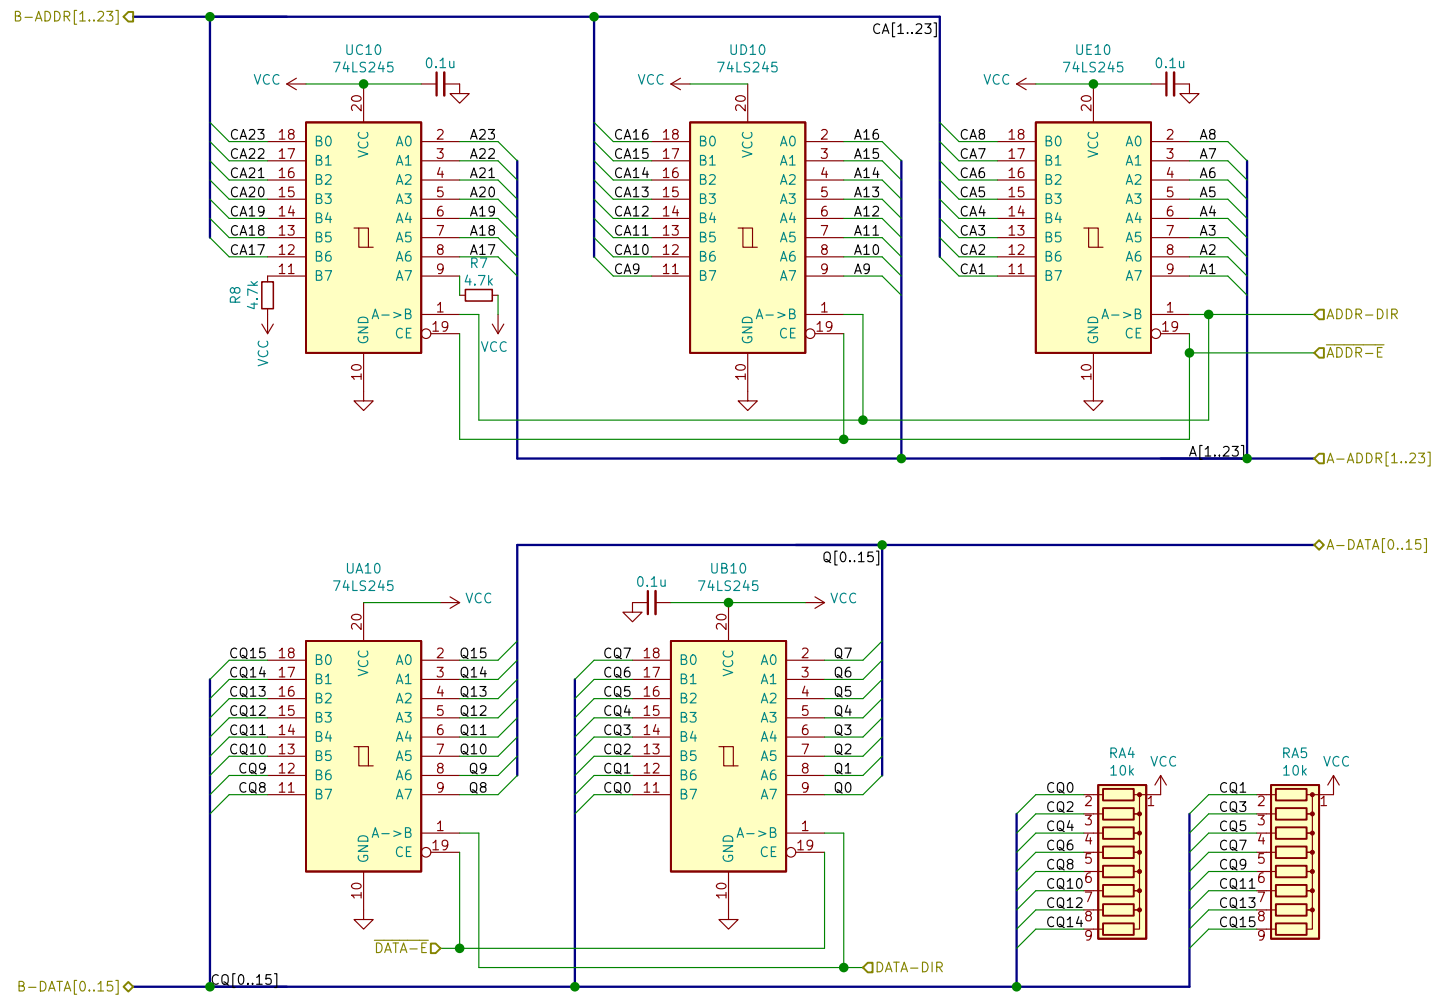 B-ADDR[1..23]
CA[1..23]
UC10
74LS245
VCC
0.1u
20
CA23 18 B0 VCC A0 2 A23
CA22 17 B1 A1 3 A22
CA21 16 B2 A2 4 A21
CA20 15 B3 A3 5 A20
CA19 14 B4 A4 6 A19
CA18 13 B5 A5 7 A18
CA17 12 B6 A6 8 A17
11 B7 A7 9
R7
4.7k
VCC
R8
4.7k
VCC
A->B 1
CE 19
GND
10
UD10
74LS245
VCC
20
CA16 18 B0 VCC A0 2 A16
CA15 17 B1 A1 3 A15
CA14 16 B2 A2 4 A14
CA13 15 B3 A3 5 A13
CA12 14 B4 A4 6 A12
CA11 13 B5 A5 7 A11
CA10 12 B6 A6 8 A10
CA9 11 B7 A7 9 A9
A->B 1
CE 19
GND
10
UE10
74LS245
VCC
0.1u
20
CA8 18 B0 VCC A0 2 A8
CA7 17 B1 A1 3 A7
CA6 16 B2 A2 4 A6
CA5 15 B3 A3 5 A5
CA4 14 B4 A4 6 A4
CA3 13 B5 A5 7 A3
CA2 12 B6 A6 8 A2
CA1 11 B7 A7 9 A1
A->B 1
CE 19
GND
10
ADDR-DIR
ADDR-E
A[1..23]
A-ADDR[1..23]
Q[0..15]
A-DATA[0..15]
UA10
74LS245
VCC
20
CQ15 18 B0 VCC A0 2 Q15
CQ14 17 B1 A1 3 Q14
CQ13 16 B2 A2 4 Q13
CQ12 15 B3 A3 5 Q12
CQ11 14 B4 A4 6 Q11
CQ10 13 B5 A5 7 Q10
CQ9 12 B6 A6 8 Q9
CQ8 11 B7 A7 9 Q8
A->B 1
CE 19
GND
10
UB10
74LS245
0.1u
VCC
20
CQ7 18 B0 VCC A0 2 Q7
CQ6 17 B1 A1 3 Q6
CQ5 16 B2 A2 4 Q5
CQ4 15 B3 A3 5 Q4
CQ3 14 B4 A4 6 Q3
CQ2 13 B5 A5 7 Q2
CQ1 12 B6 A6 8 Q1
CQ0 11 B7 A7 9 Q0
A->B 1
CE 19
GND
10
DATA-E
DATA-DIR
RA4
10k
VCC
1
CQ0 2
CQ2 3
CQ4 4
CQ6 5
CQ8 6
CQ10 7
CQ12 8
CQ14 9
RA5
10k
VCC
1
CQ1 2
CQ3 3
CQ5 4
CQ7 5
CQ9 6
CQ11 7
CQ13 8
CQ15 9
CQ[0..15]
B-DATA[0..15]